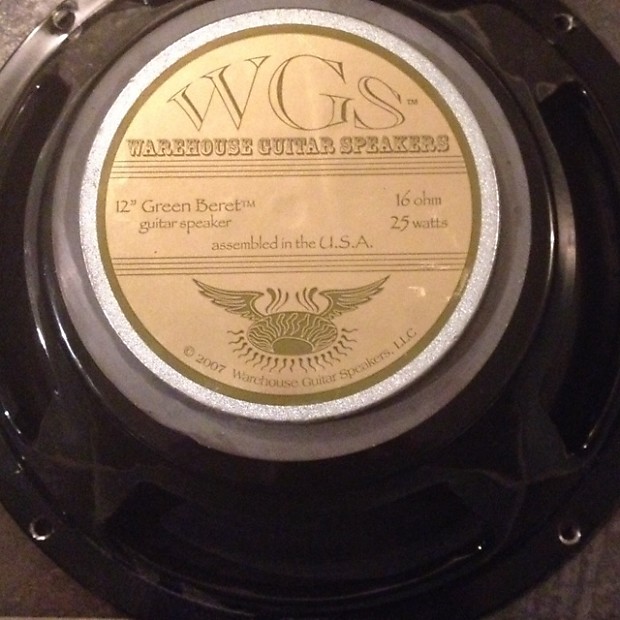 WGS™
WAREHOUSE GUITAR SPEAKERS
12" Green Beret™ 16 ohm
guitar speaker 25 watts
assembled in the U.S.A.
© 2007 Warehouse Guitar Speakers, LLC